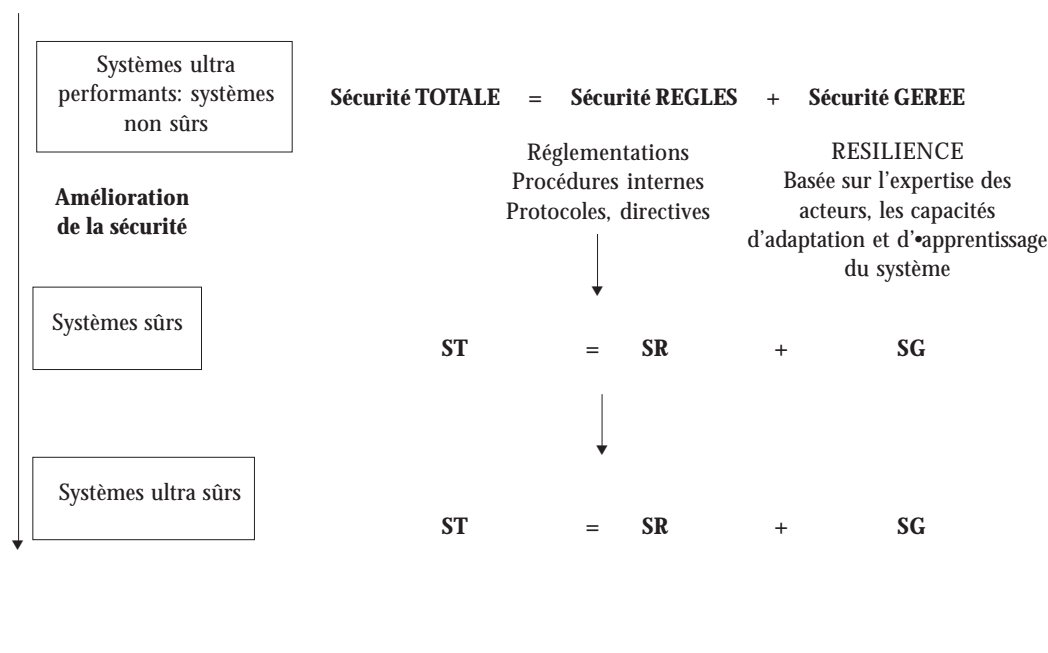 Systèmes ultra
performants: systèmes
non sûrs
Sécurité TOTALE = Sécurité REGLES + Sécurité GEREE
Réglementations
Procédures internes
Protocoles, directives
RESILIENCE
Basée sur l'expertise des
acteurs, les capacités
d'adaptation et d'•apprentissage
du système
Amélioration
de la sécurité
Systèmes sûrs
ST = SR + SG
Systèmes ultra sûrs
ST = SR + SG